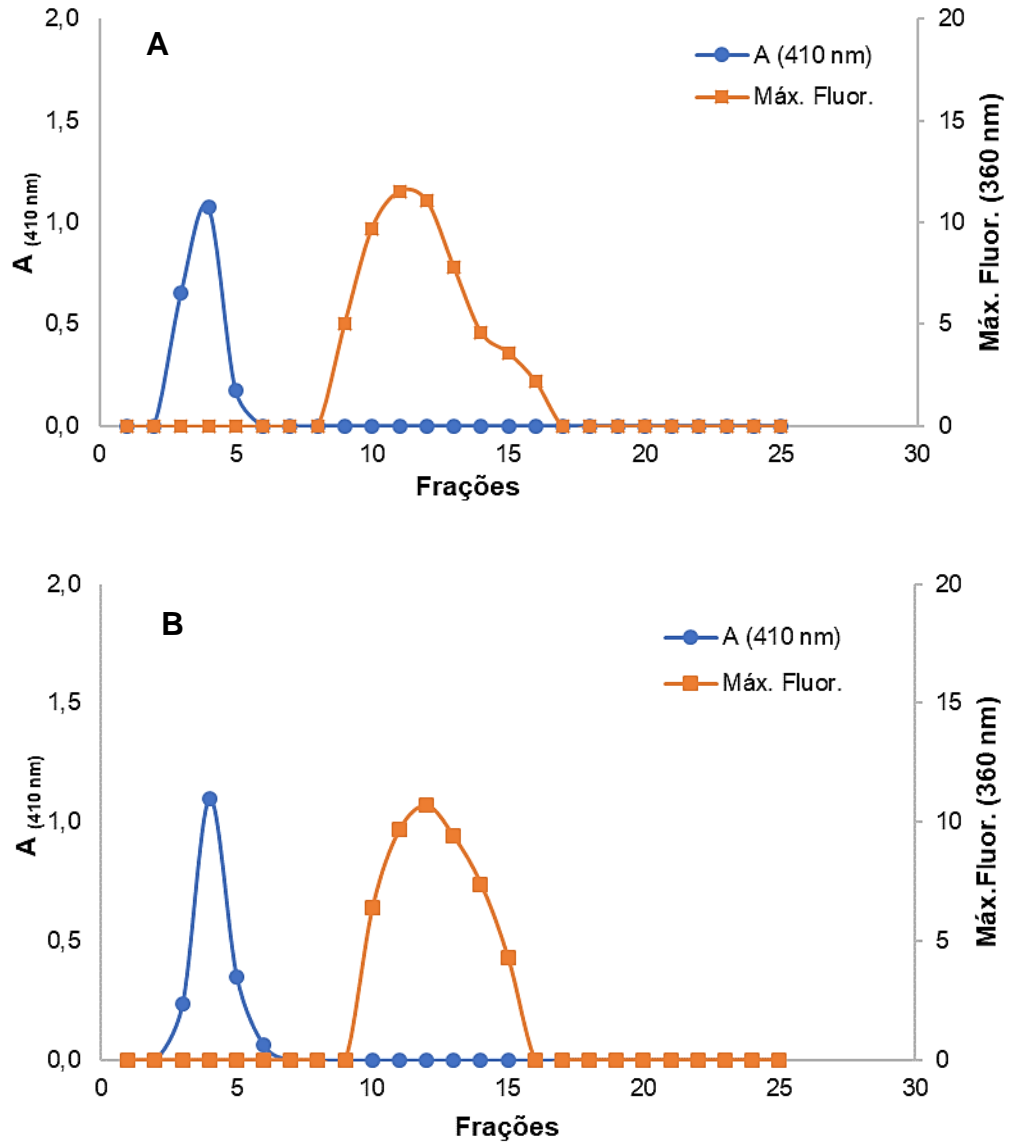 A
2,0
1,5
1,0
0,5
0,0
20
15
10
5
0
A (410 nm)
Máx. Fluor.
A (410 nm)
Máx. Fluor. (360 nm)
0 5 10 15 20 25 30
Frações
B
2,0
1,5
1,0
0,5
0,0
20
15
10
5
0
A (410 nm)
Máx. Fluor.
A (410 nm)
Máx.Fluor. (360 nm)
0 5 10 15 20 25 30
Frações